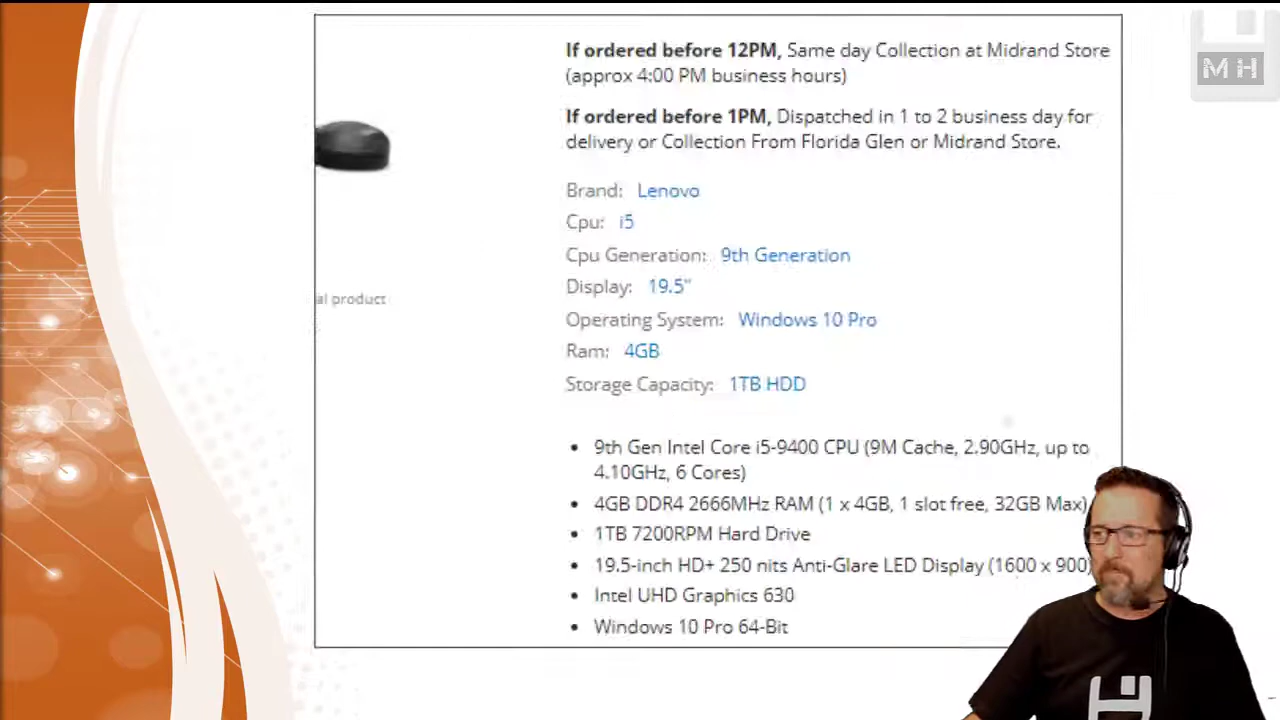 If ordered before 12PM, Same day Collection at Midrand Store
(approx 4:00 PM business hours)
MH
If ordered before 1PM, Dispatched in 1 to 2 business day for
delivery or Collection From Florida Glen or Midrand Store.
Brand: Lenovo
Cpu: i5
Cpu Generation: 9th Generation
Display: 19.5"
al product
Operating System: Windows 10 Pro
Ram: 4GB
Storage Capacity: 1TB HDD
• 9th Gen Intel Core i5-9400 CPU (9M Cache, 2.90GHz, up to
4.10GHz, 6 Cores)
• 4GB DDR4 2666MHz RAM (1 x 4GB, 1 slot free, 32GB Max)
• 1TB 7200RPM Hard Drive
• 19.5-inch HD+ 250 nits Anti-Glare LED Display (1600 x 900)
• Intel UHD Graphics 630
• Windows 10 Pro 64-Bit